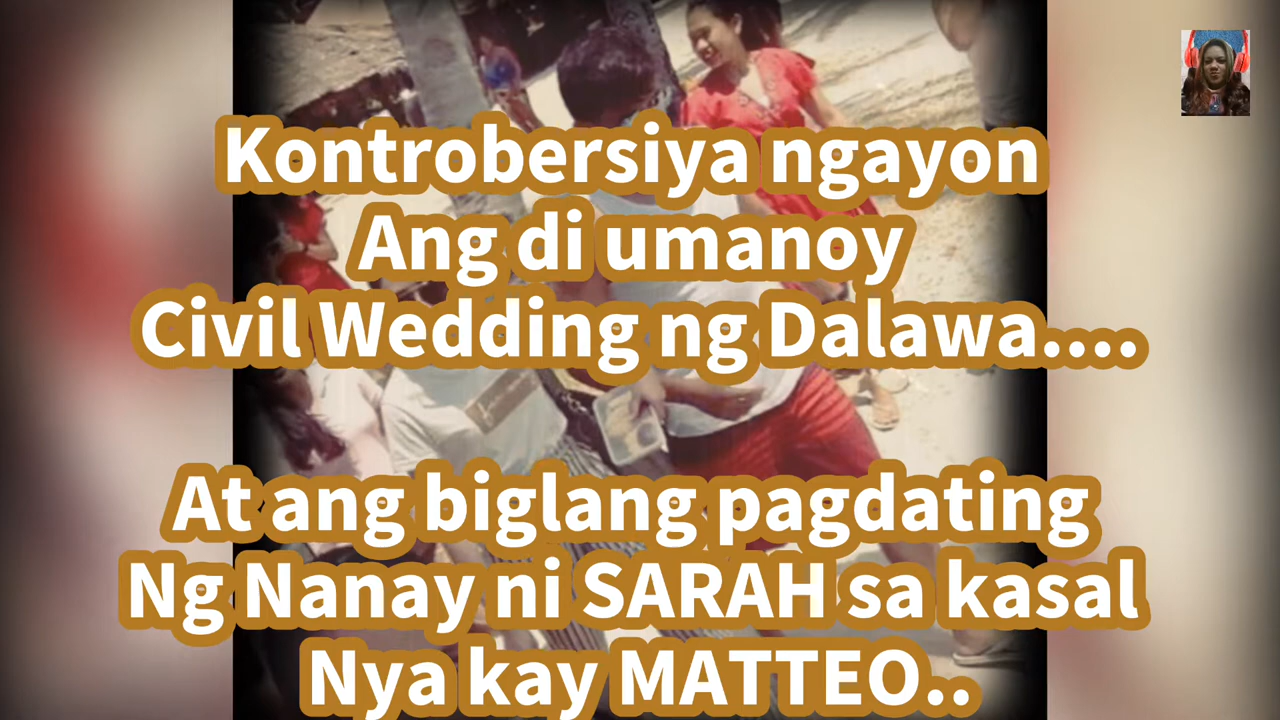 Kontrobersiya ngayon
Ang di umanoy
Civil Wedding ng Dalawa....
At ang biglang pagdating
Ng Nanay ni SARAH sa kasal
Nya kay MATTEO..